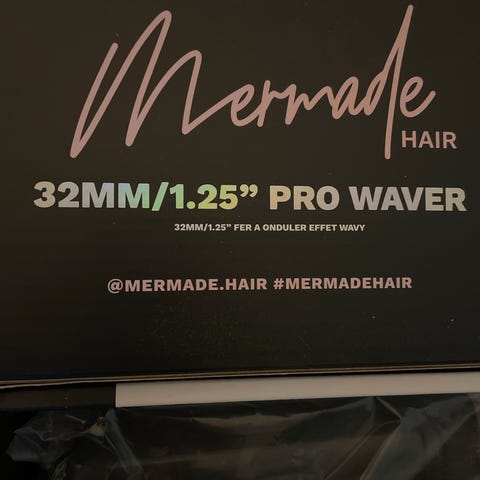 Mermade
HAIR
32MM/1.25” PRO WAVER
32MM/1.25” FER A ONDULER EFFET WAVY
@MERMADE.HAIR #MERMADEHAIR